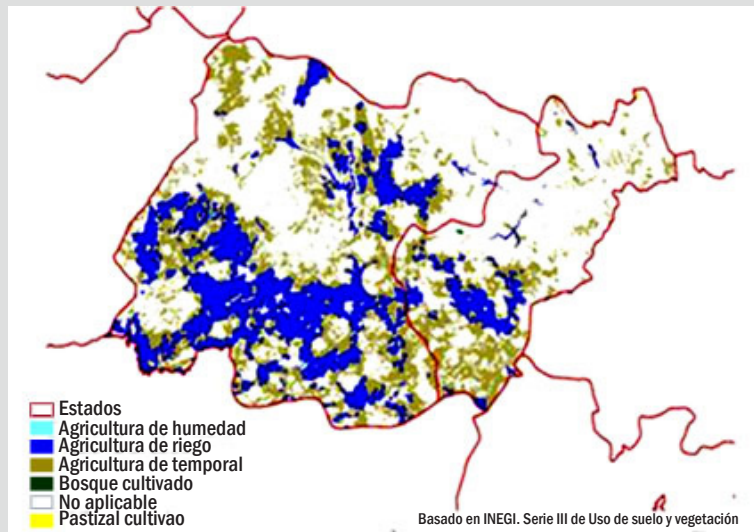 Estados
Agricultura de humedad
Agricultura de riego
Agricultura de temporal
Bosque cultivado
No aplicable
Pastizal cultivao
Basado en INEGI. Serie III de Uso de suelo y vegetación